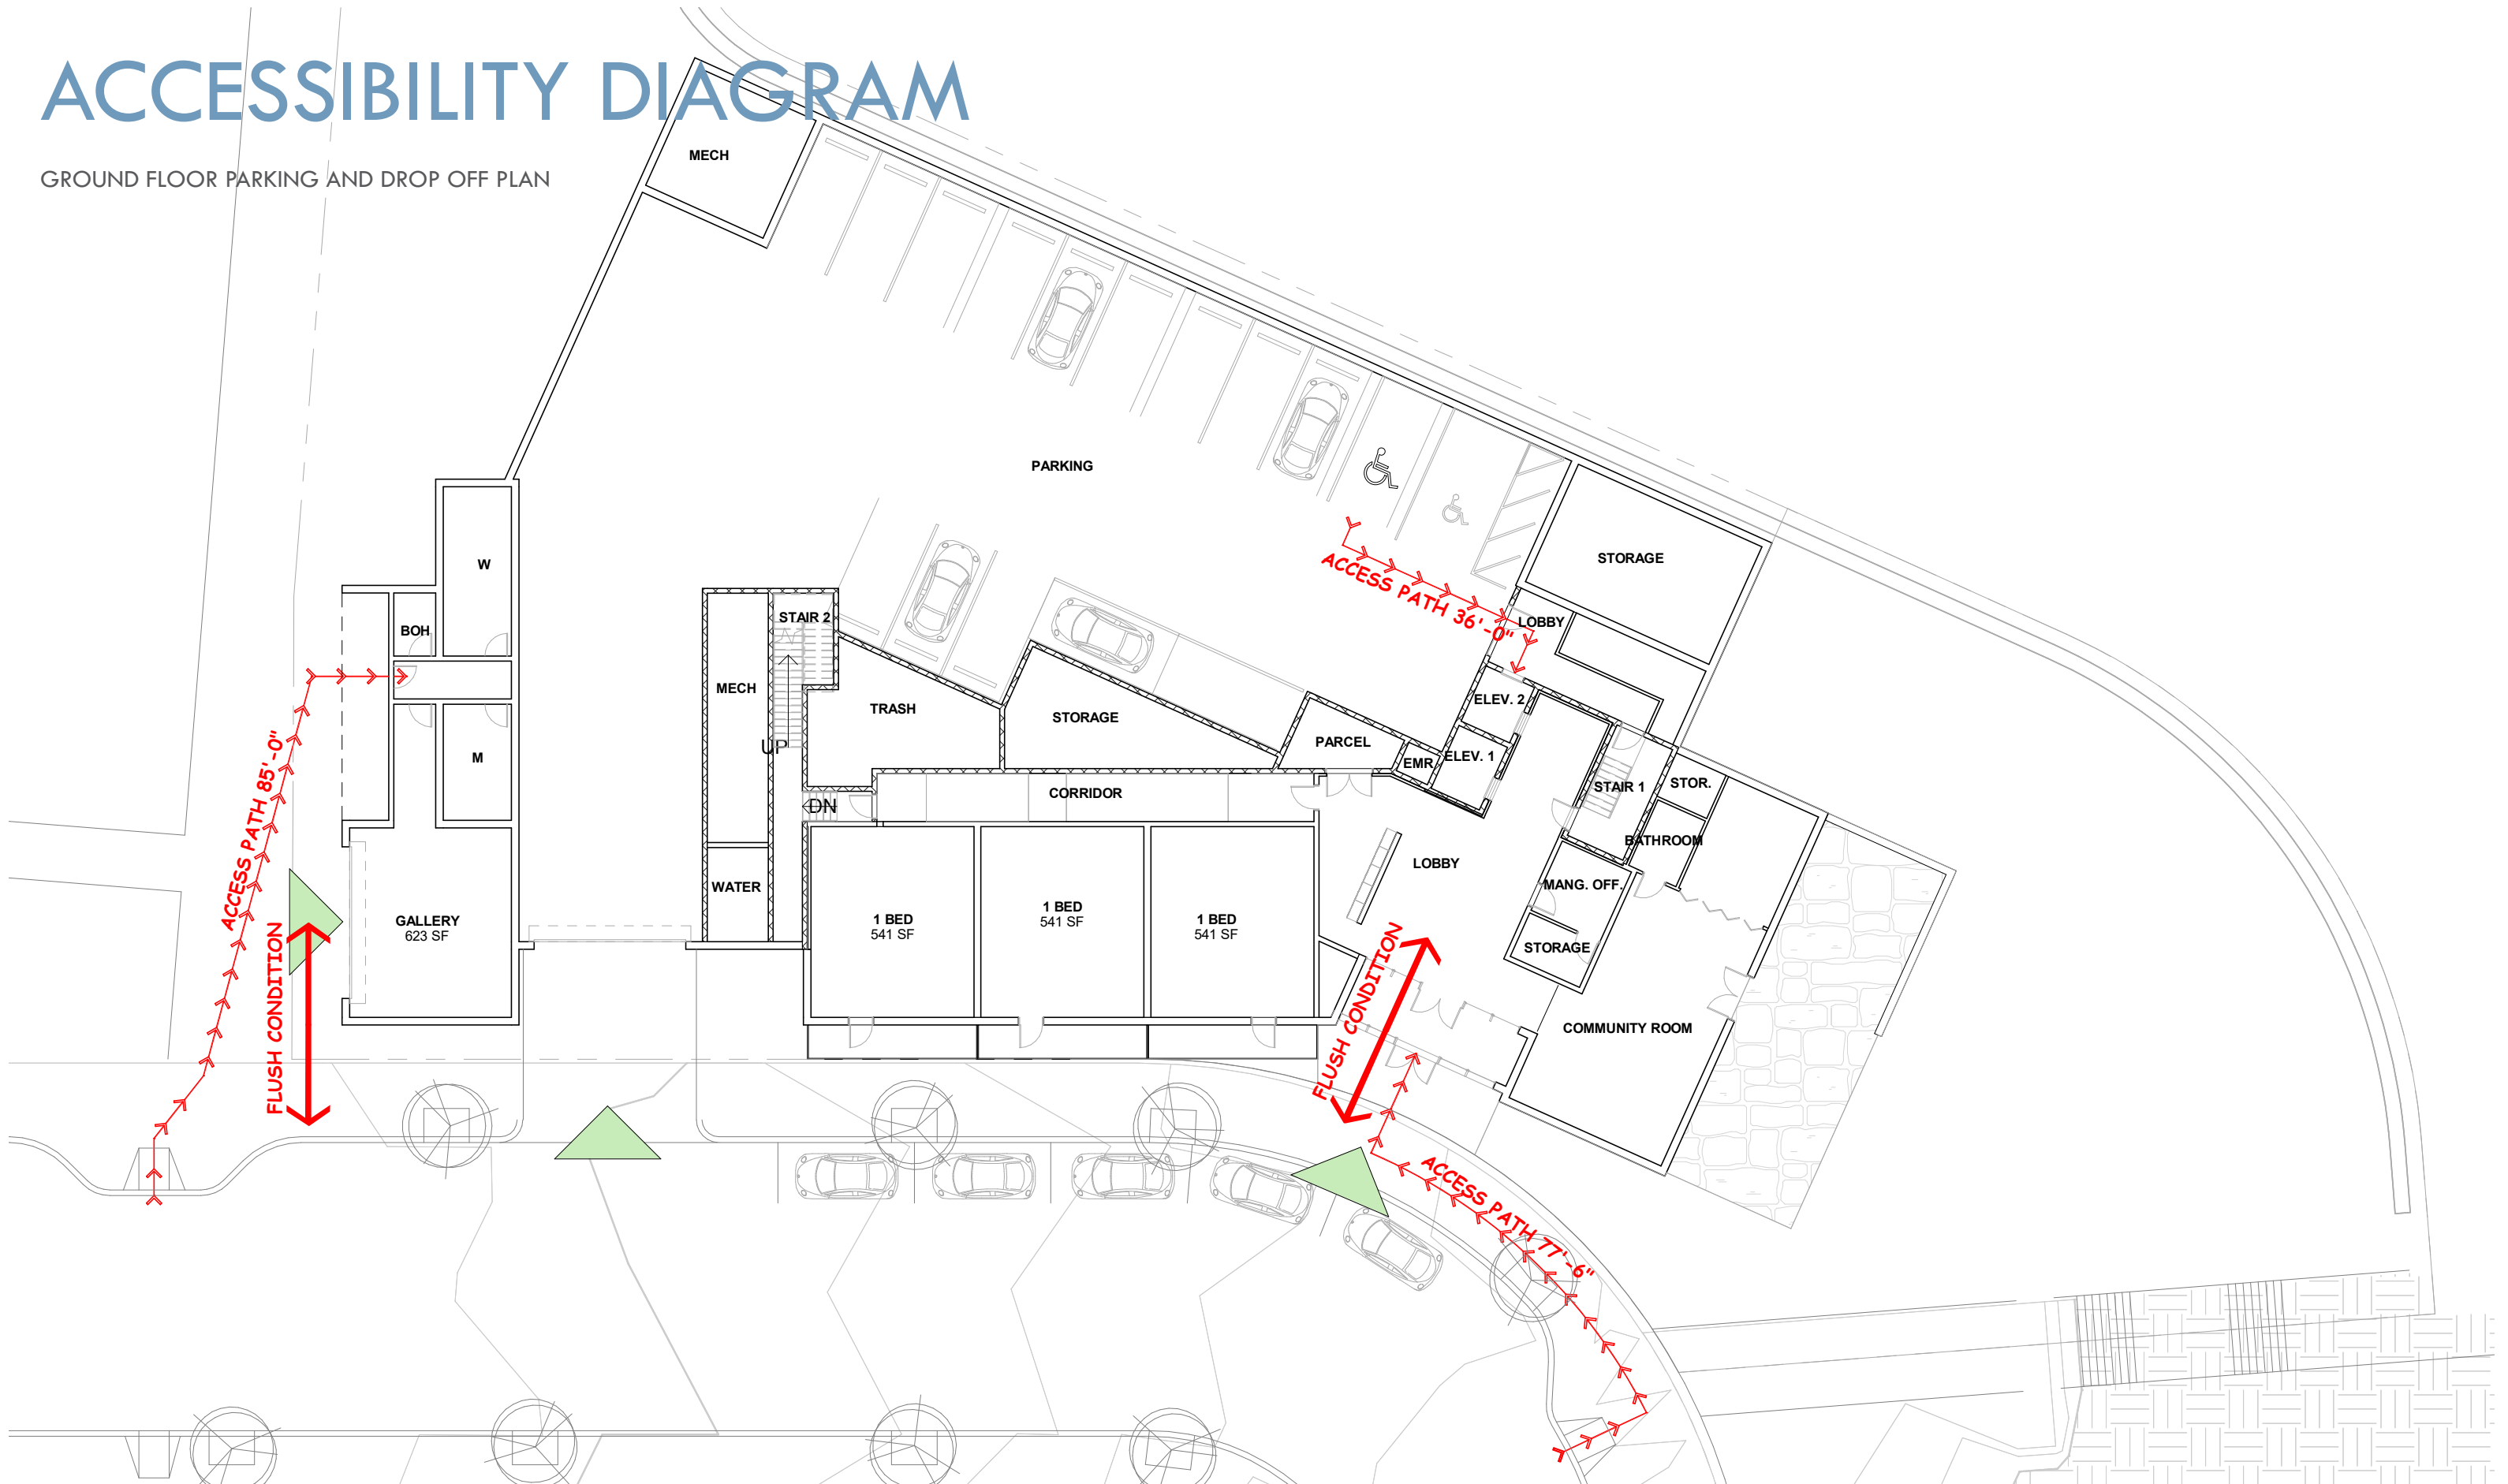 ACCESSIBILITY DIAGRAM
GROUND FLOOR PARKING AND DROP OFF PLAN
MECH
PARKING
W
BOH
M
GALLERY
623 SF
ACCESS PATH 85'-0"
FLUSH CONDITION
STAIR 2
MECH
UP
DN
WATER
TRASH
STORAGE
CORRIDOR
1 BED
541 SF
1 BED
541 SF
1 BED
541 SF
PARCEL
EMR
ELEV. 1
ELEV. 2
ACCESS PATH 36'-0"
LOBBY
STORAGE
STAIR 1
STOR.
BATHROOM
LOBBY
MANG. OFF.
STORAGE
COMMUNITY ROOM
FLUSH CONDITION
ACCESS PATH 77'-6"